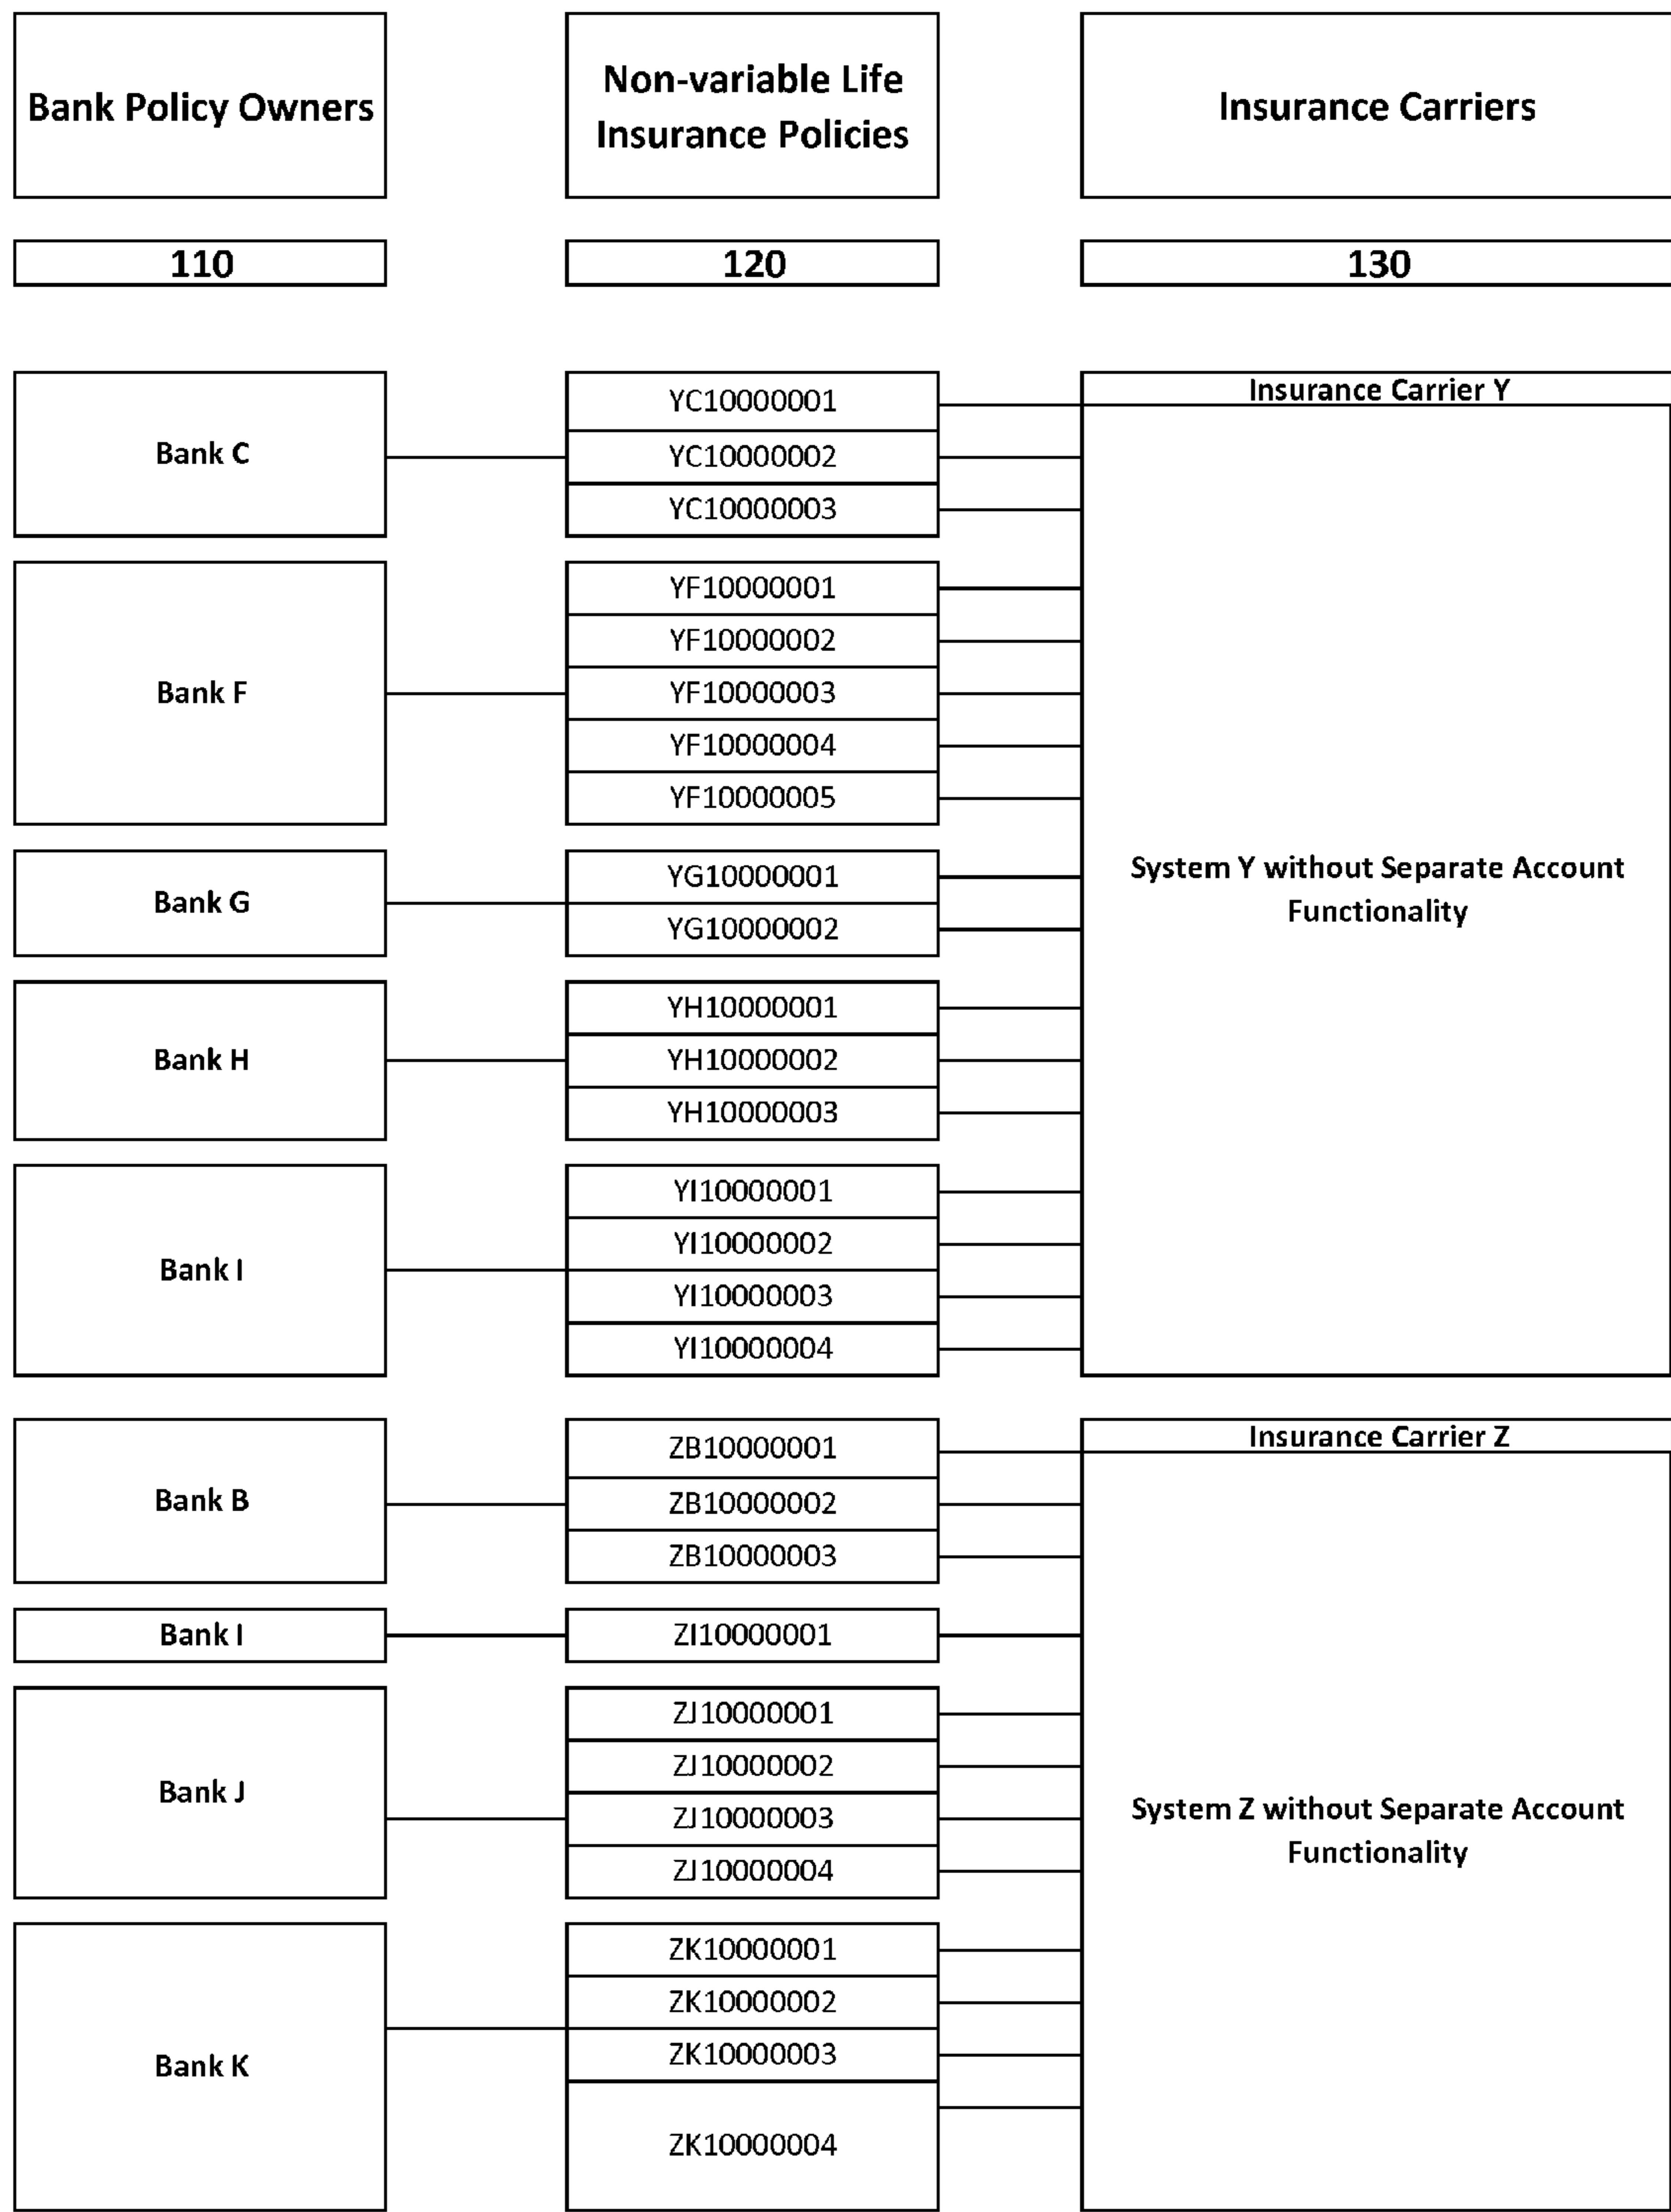 Bank Policy Owners
Non-variable Life
Insurance Policies
Insurance Carriers
110
120
130
Bank C
YC10000001
YC10000002
YC10000003
Insurance Carrier Y
System Y without Separate Account
Functionality
Bank F
YF10000001
YF10000002
YF10000003
YF10000004
YF10000005
Bank G
YG10000001
YG10000002
Bank H
YH10000001
YH10000002
YH10000003
Bank I
YI10000001
YI10000002
YI10000003
YI10000004
Bank B
ZB10000001
ZB10000002
ZB10000003
Insurance Carrier Z
System Z without Separate Account
Functionality
Bank I
ZI10000001
Bank J
ZJ10000001
ZJ10000002
ZJ10000003
ZJ10000004
Bank K
ZK10000001
ZK10000002
ZK10000003
ZK10000004